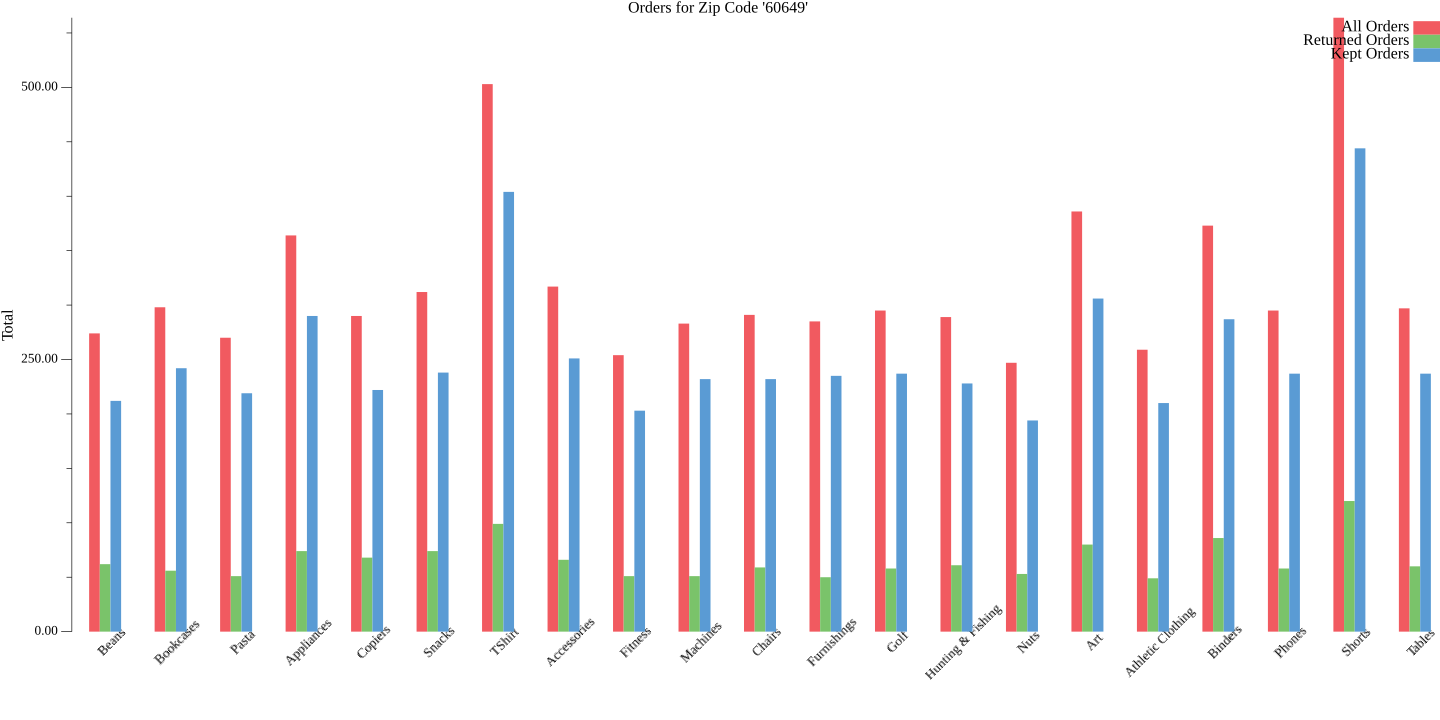 Orders for Zip Code '60649'
All Orders
Returned Orders
Kept Orders
Total
500.00
250.00
0.00
Beans
Bookcases
Pasta
Appliances
Copiers
Snacks
TShirt
Accessories
Fitness
Machines
Chairs
Furnishings
Golf
Hunting & Fishing
Nuts
Art
Athletic Clothing
Binders
Phones
Shorts
Tables